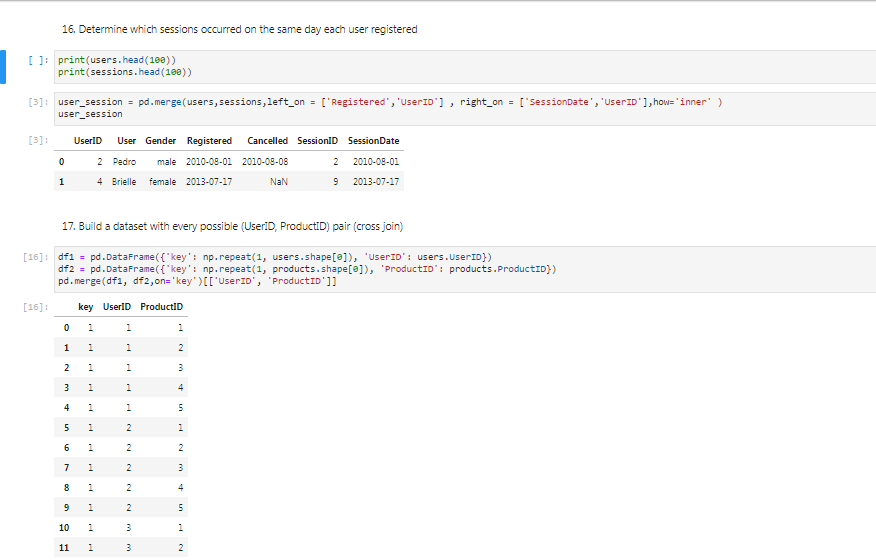 16. Determine which sessions occurred on the same day each user registered
[ ]: print(users.head(100))
print(sessions.head(100))
[3]: user_session = pd.merge(users,sessions,left_on = ['Registered','UserID'] , right_on = ['SessionDate','UserID'],how='inner' )
user_session
[3]: UserID User Gender Registered Cancelled SessionID SessionDate
0 2 Pedro male 2010-08-01 2010-08-08 2 2010-08-01
1 4 Brielle female 2013-07-17 NaN 9 2013-07-17
17. Build a dataset with every possible (UserID, ProductID) pair (cross join)
[16]: df1 = pd.DataFrame({'key': np.repeat(1, users.shape[0]), 'UserID': users.UserID})
df2 = pd.DataFrame({'key': np.repeat(1, products.shape[0]), 'ProductID': products.ProductID})
pd.merge(df1, df2,on='key')[['UserID', 'ProductID']]
[16]: key UserID ProductID
0 1 1 1
1 1 1 2
2 1 1 3
3 1 1 4
4 1 1 5
5 1 2 1
6 1 2 2
7 1 2 3
8 1 2 4
9 1 2 5
10 1 3 1
11 1 3 2